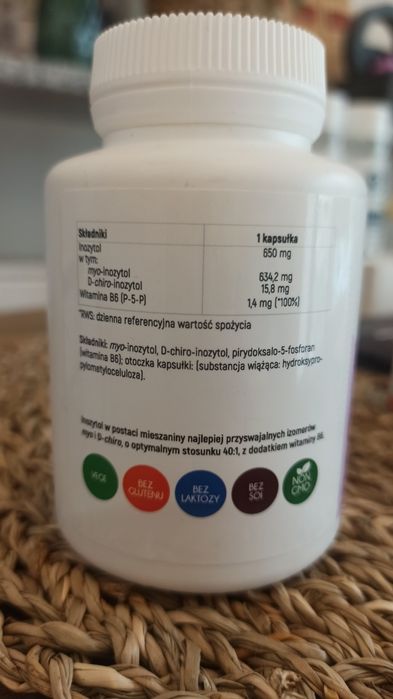 Składniki 1 kapsułka
Inozytol 650 mg
w tym:
myo-inozytol 634,2 mg
D-chiro-inozytol 15,8 mg
Witamina B6 (P-5-P) 1,4 mg (*100%)
*RWS: dzienna referencyjna wartość spożycia
Składniki: myo-inozytol, D-chiro-inozytol, pirydoksalo-5-fosforan
(witamina B6); otoczka kapsułki: (substancja wiążąca: hydroksypro-
pylometyloceluloza).
Inozytol w postaci mieszaniny najlepiej przyswajalnych izomerów
myo i D-chiro, o optymalnym stosunku 40:1, z dodatkiem witaminy B6.
VEGE
BEZ
GLUTENU
BEZ
LAKTOZY
BEZ
SOI
NON
GMO